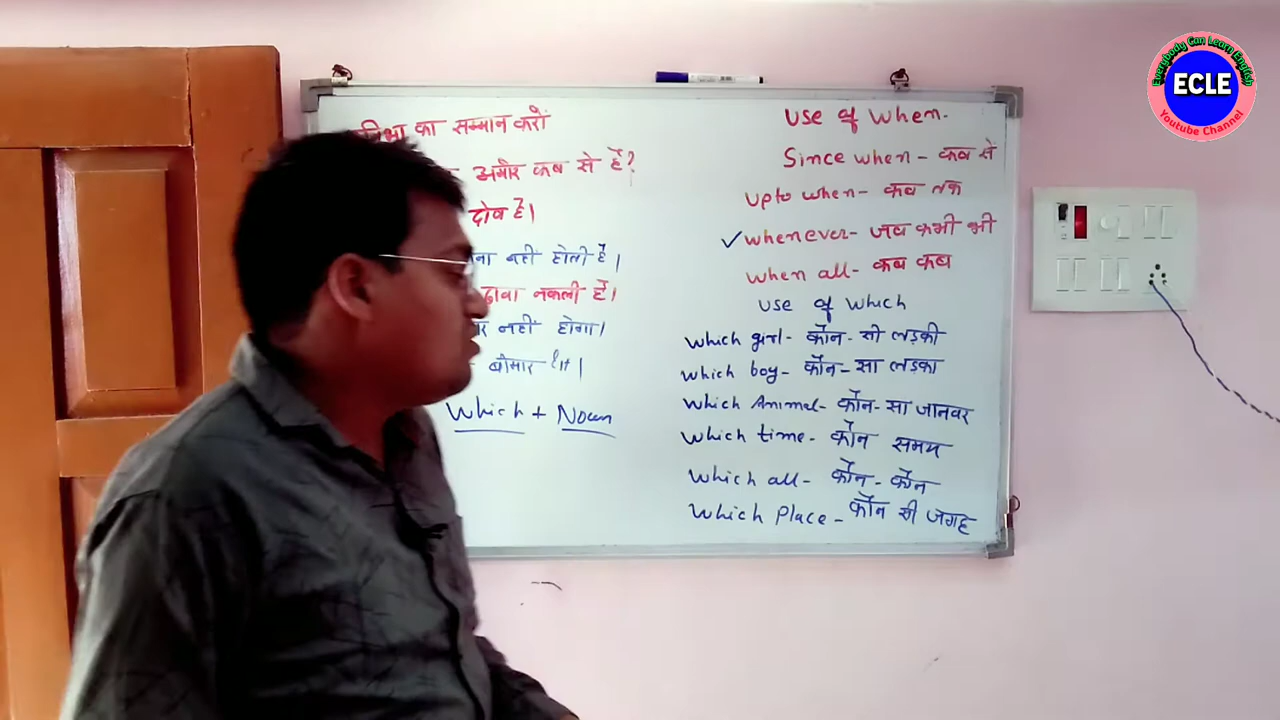 का सम्मान करों
अमीर कब से हैं?
दोष है।
नहीं होती है।
नकली हैं।
नहीं होगा।
बीमार
Which + Noun
Use of When.
Since when - कब से
Upto when - कब तक
✓ whenever - जब कभी भी
When all - कब कब
Use of Which
Which girl - कौन - सी लड़की
Which boy - कौन - सा लड़का
Which Animel - कौन - सा जानवर
Which time - कौन समय
Which all - कौन - कौन
Which Place - कौन सी जगह
Everybody Can Learn English
ECLE
Youtube Channel